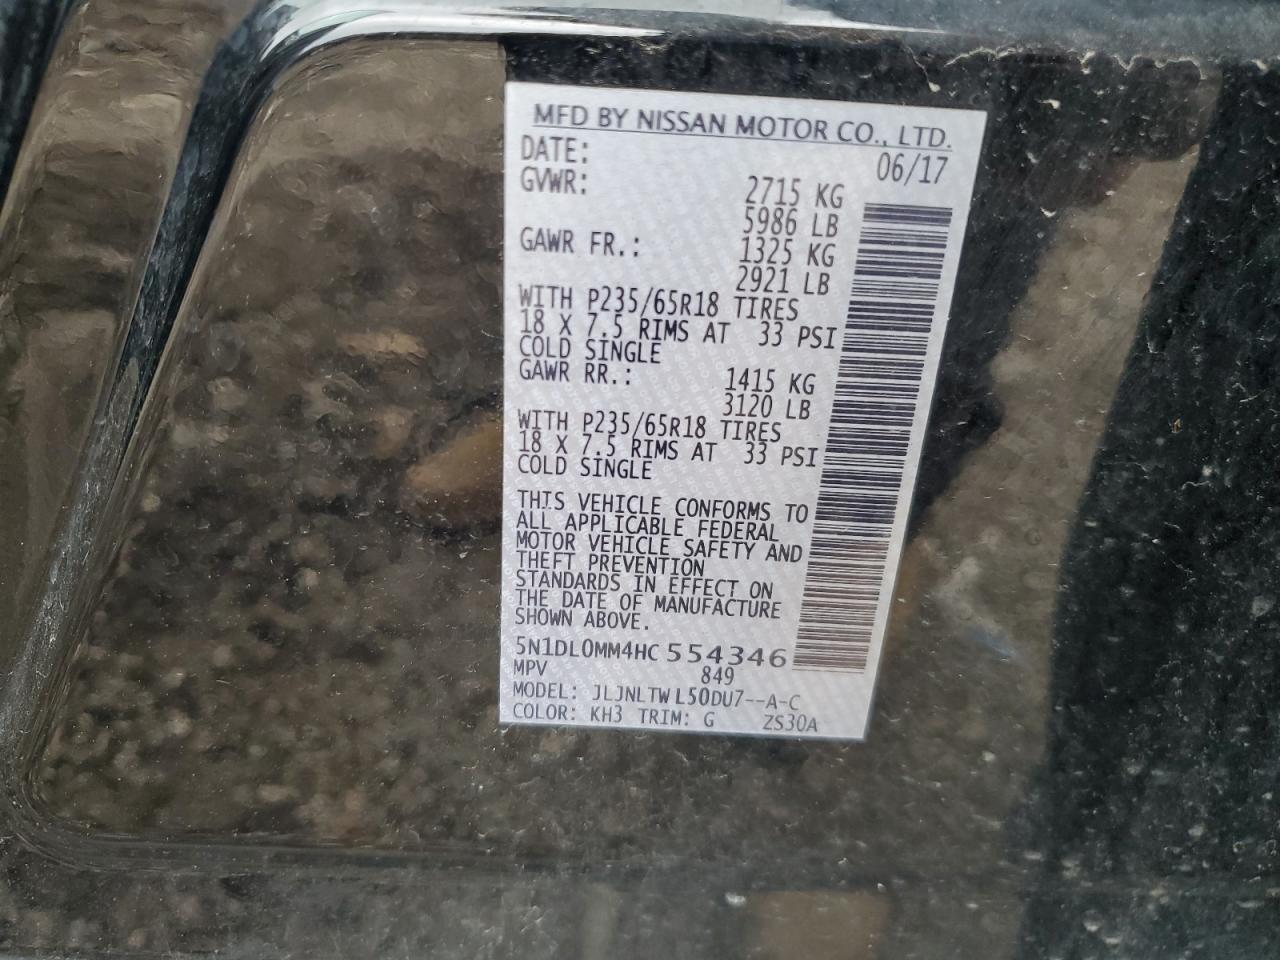 MFD BY NISSAN MOTOR CO., LTD.
DATE: 06/17
GVWR: 2715 KG
5986 LB
GAWR FR.: 1325 KG
2921 LB
WITH P235/65R18 TIRES
18 X 7.5 RIMS AT 33 PSI
COLD SINGLE
GAWR RR.: 1415 KG
3120 LB
WITH P235/65R18 TIRES
18 X 7.5 RIMS AT 33 PSI
COLD SINGLE
THIS VEHICLE CONFORMS TO
ALL APPLICABLE FEDERAL
MOTOR VEHICLE SAFETY AND
THEFT PREVENTION
STANDARDS IN EFFECT ON
THE DATE OF MANUFACTURE
SHOWN ABOVE.
5N1DL0MM4HC 554346
MPV 849
MODEL: JLJNLTW L50DU7--A-C
COLOR: KH3 TRIM: G ZS30A